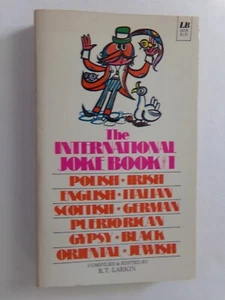 LB
The
INTERNATIONAL
JOKE BOOK #1
POLISH • IRISH
ENGLISH • ITALIAN
SCOTTISH • GERMAN
PUERTO RICAN
GYPSY • BLACK
ORIENTAL • JEWISH
COMPILED & EDITED BY
R.T. LARKIN